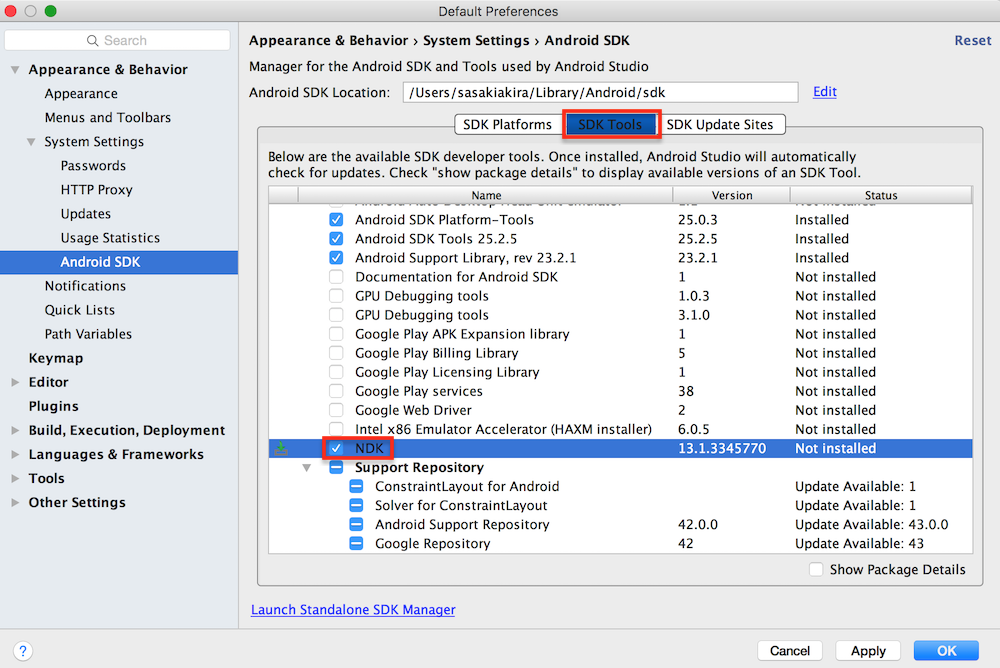 Default Preferences
Search
Appearance & Behavior
Appearance
Menus and Toolbars
System Settings
Passwords
HTTP Proxy
Updates
Usage Statistics
Android SDK
Notifications
Quick Lists
Path Variables
Keymap
Editor
Plugins
Build, Execution, Deployment
Languages & Frameworks
Tools
Other Settings
Appearance & Behavior › System Settings › Android SDK
Reset
Manager for the Android SDK and Tools used by Android Studio
Android SDK Location: /Users/sasakiakira/Library/Android/sdk Edit
SDK Platforms SDK Tools SDK Update Sites
Below are the available SDK developer tools. Once installed, Android Studio will automatically
check for updates. Check "show package details" to display available versions of an SDK Tool.
Name Version Status
Android SDK Platform-Tools 25.0.3 Installed
Android SDK Tools 25.2.5 25.2.5 Installed
Android Support Library, rev 23.2.1 23.2.1 Installed
Documentation for Android SDK 1 Not installed
GPU Debugging tools 1.0.3 Not installed
GPU Debugging tools 3.1.0 Not installed
Google Play APK Expansion library 1 Not installed
Google Play Billing Library 5 Not installed
Google Play Licensing Library 1 Not installed
Google Play services 38 Not installed
Google Web Driver 2 Not installed
Intel x86 Emulator Accelerator (HAXM installer) 6.0.5 Not installed
NDK 13.1.3345770 Not installed
Support Repository
ConstraintLayout for Android Update Available: 1
Solver for ConstraintLayout Update Available: 1
Android Support Repository 42.0.0 Update Available: 43.0.0
Google Repository 42 Update Available: 43
Show Package Details
Launch Standalone SDK Manager
?
Cancel Apply OK